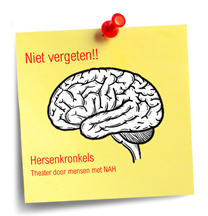 Niet vergeten!!
Hersenkronkels
Theater door mensen met NAH